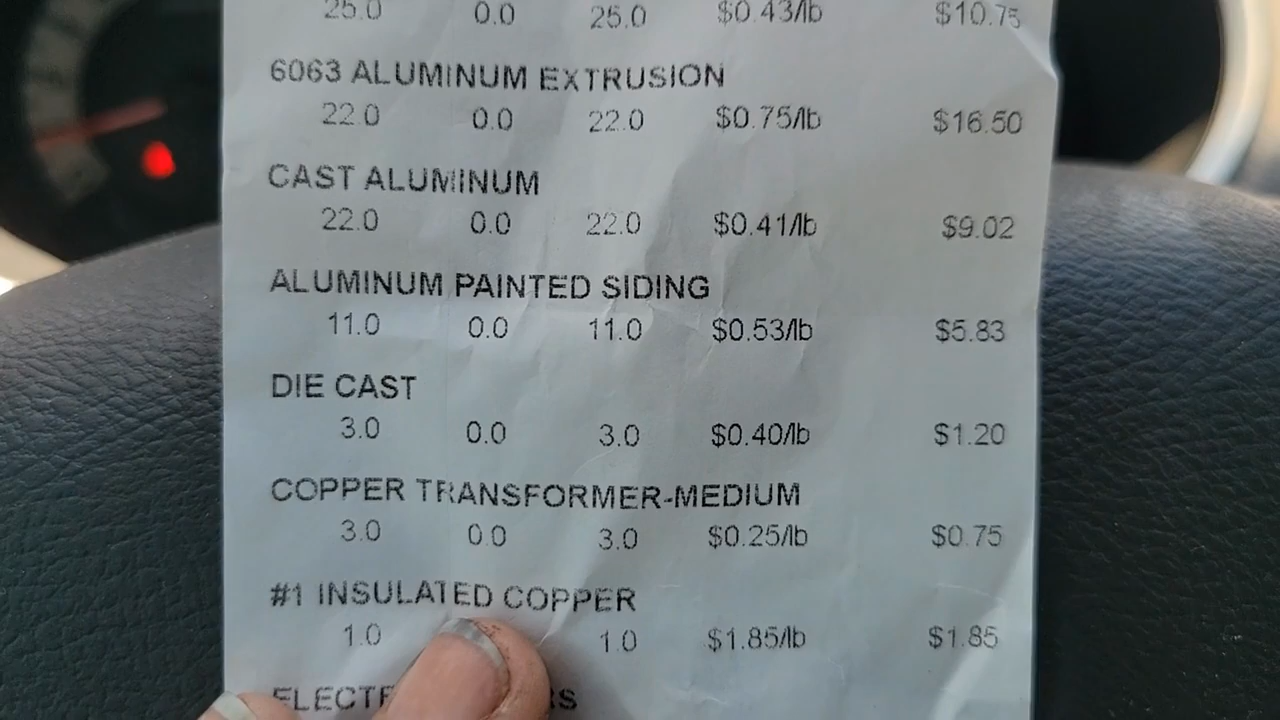 25.0 0.0 25.0 $0.43/lb $10.75
6063 ALUMINUM EXTRUSION
22.0 0.0 22.0 $0.75/lb $16.50
CAST ALUMINUM
22.0 0.0 22.0 $0.41/lb $9.02
ALUMINUM PAINTED SIDING
11.0 0.0 11.0 $0.53/lb $5.83
DIE CAST
3.0 0.0 3.0 $0.40/lb $1.20
COPPER TRANSFORMER-MEDIUM
3.0 0.0 3.0 $0.25/lb $0.75
#1 INSULATED COPPER
1.0 1.0 $1.85/lb $1.85